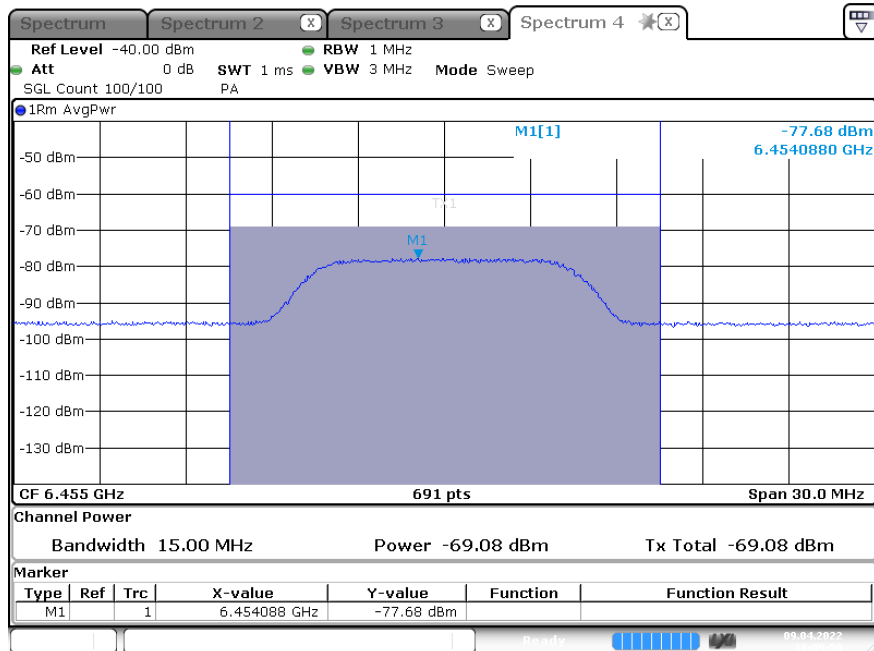 Spectrum Spectrum 2 X Spectrum 3 X Spectrum 4 X
Ref Level -40.00 dBm RBW 1 MHz
Att 0 dB SWT 1 ms VBW 3 MHz Mode Sweep
SGL Count 100/100 PA
1Rm AvgPwr
M1[1] -77.68 dBm
6.4540880 GHz
-50 dBm
-60 dBm
TX1
-70 dBm
M1
-80 dBm
-90 dBm
-100 dBm
-110 dBm
-120 dBm
-130 dBm
CF 6.455 GHz 691 pts Span 30.0 MHz
Channel Power
Bandwidth 15.00 MHz Power -69.08 dBm Tx Total -69.08 dBm
Marker
Type Ref Trc X-value Y-value Function Function Result
M1 1 6.454088 GHz -77.68 dBm
Ready 09.04.2022